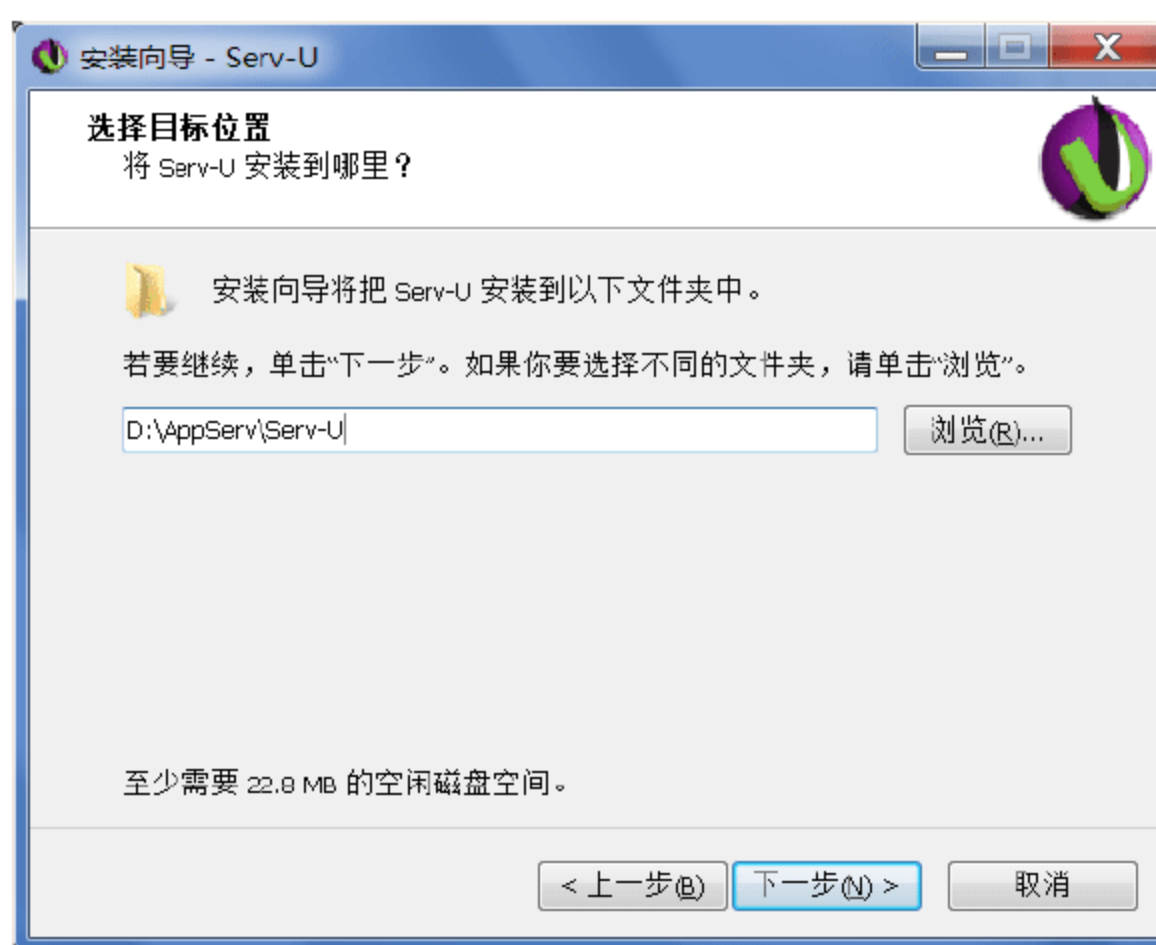 安装向导 - Serv-U
选择目标位置
将 Serv-U 安装到哪里？
安装向导将把 Serv-U 安装到以下文件夹中。
若要继续，单击“下一步”。如果你要选择不同的文件夹，请单击“浏览”。
D:\AppServ\Serv-U
浏览(R)...
至少需要 22.8 MB 的空闲磁盘空间。
< 上一步(B)
下一步(N) >
取消